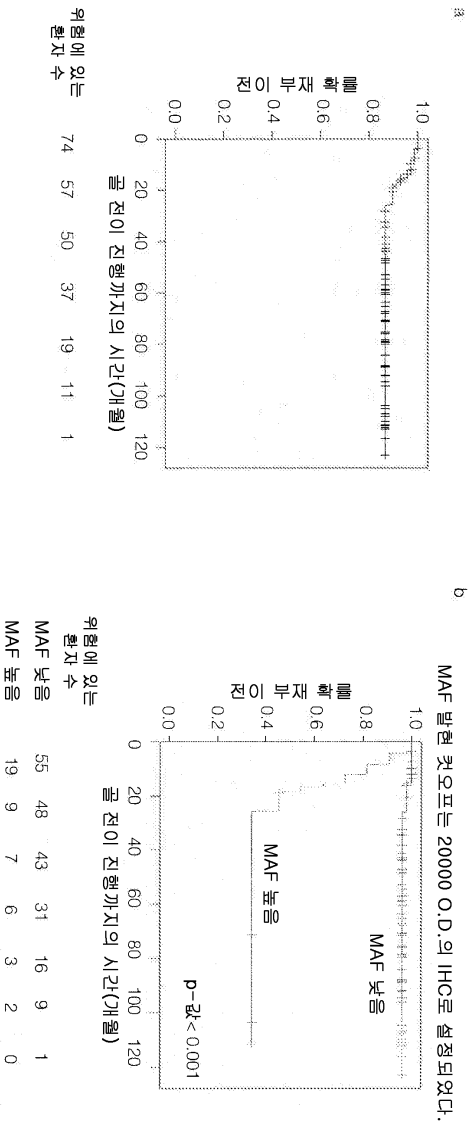 a
전이 부재 확률
1.0
0.8
0.6
0.4
0.2
0.0
0 20 40 60 80 100 120
골 전이 진행까지의 시간(개월)
위험에 있는
환자 수
74 57 50 37 19 11 1
b
MAF 발현 컷오프는 20000 O.D.의 IHC로 설정되었다.
전이 부재 확률
1.0
0.8
0.6
0.4
0.2
0.0
MAF 낮음
MAF 높음
p-값< 0.001
0 20 40 60 80 100 120
골 전이 진행까지의 시간(개월)
위험에 있는
환자 수
MAF 낮음 55 48 43 31 16 9 1
MAF 높음 19 9 7 6 3 2 0